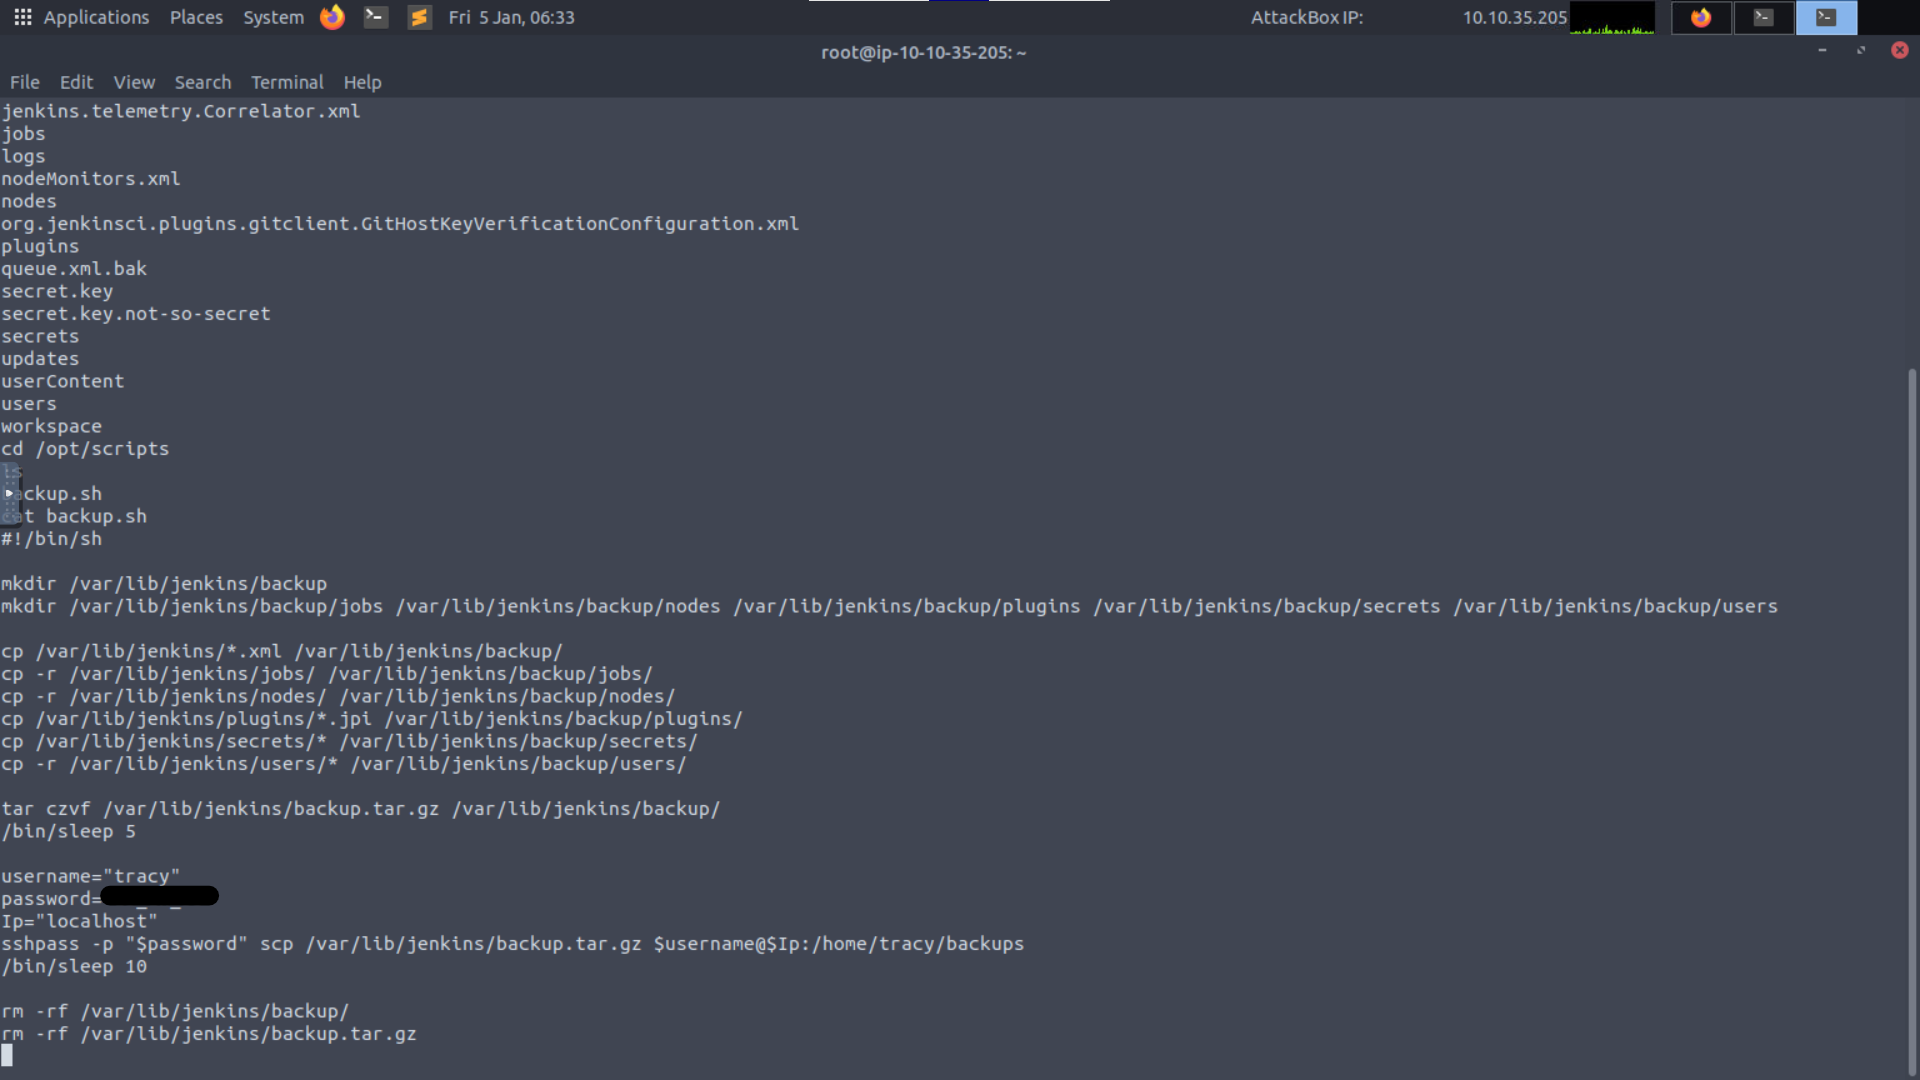 Applications Places System Fri 5 Jan, 06:33 AttackBox IP: 10.10.35.205
root@ip-10-10-35-205: ~
File Edit View Search Terminal Help
jenkins.telemetry.Correlator.xml
jobs
logs
nodeMonitors.xml
nodes
org.jenkinsci.plugins.gitclient.GitHostKeyVerificationConfiguration.xml
plugins
queue.xml.bak
secret.key
secret.key.not-so-secret
secrets
updates
userContent
users
workspace
cd /opt/scripts
ls
backup.sh
cat backup.sh
#!/bin/sh
mkdir /var/lib/jenkins/backup
mkdir /var/lib/jenkins/backup/jobs /var/lib/jenkins/backup/nodes /var/lib/jenkins/backup/plugins /var/lib/jenkins/backup/secrets /var/lib/jenkins/backup/users
cp /var/lib/jenkins/*.xml /var/lib/jenkins/backup/
cp -r /var/lib/jenkins/jobs/ /var/lib/jenkins/backup/jobs/
cp -r /var/lib/jenkins/nodes/ /var/lib/jenkins/backup/nodes/
cp /var/lib/jenkins/plugins/*.jpi /var/lib/jenkins/backup/plugins/
cp /var/lib/jenkins/secrets/* /var/lib/jenkins/backup/secrets/
cp -r /var/lib/jenkins/users/* /var/lib/jenkins/backup/users/
tar czvf /var/lib/jenkins/backup.tar.gz /var/lib/jenkins/backup/
/bin/sleep 5
username="tracy"
password=
Ip="localhost"
sshpass -p "$password" scp /var/lib/jenkins/backup.tar.gz $username@$Ip:/home/tracy/backups
/bin/sleep 10
rm -rf /var/lib/jenkins/backup/
rm -rf /var/lib/jenkins/backup.tar.gz